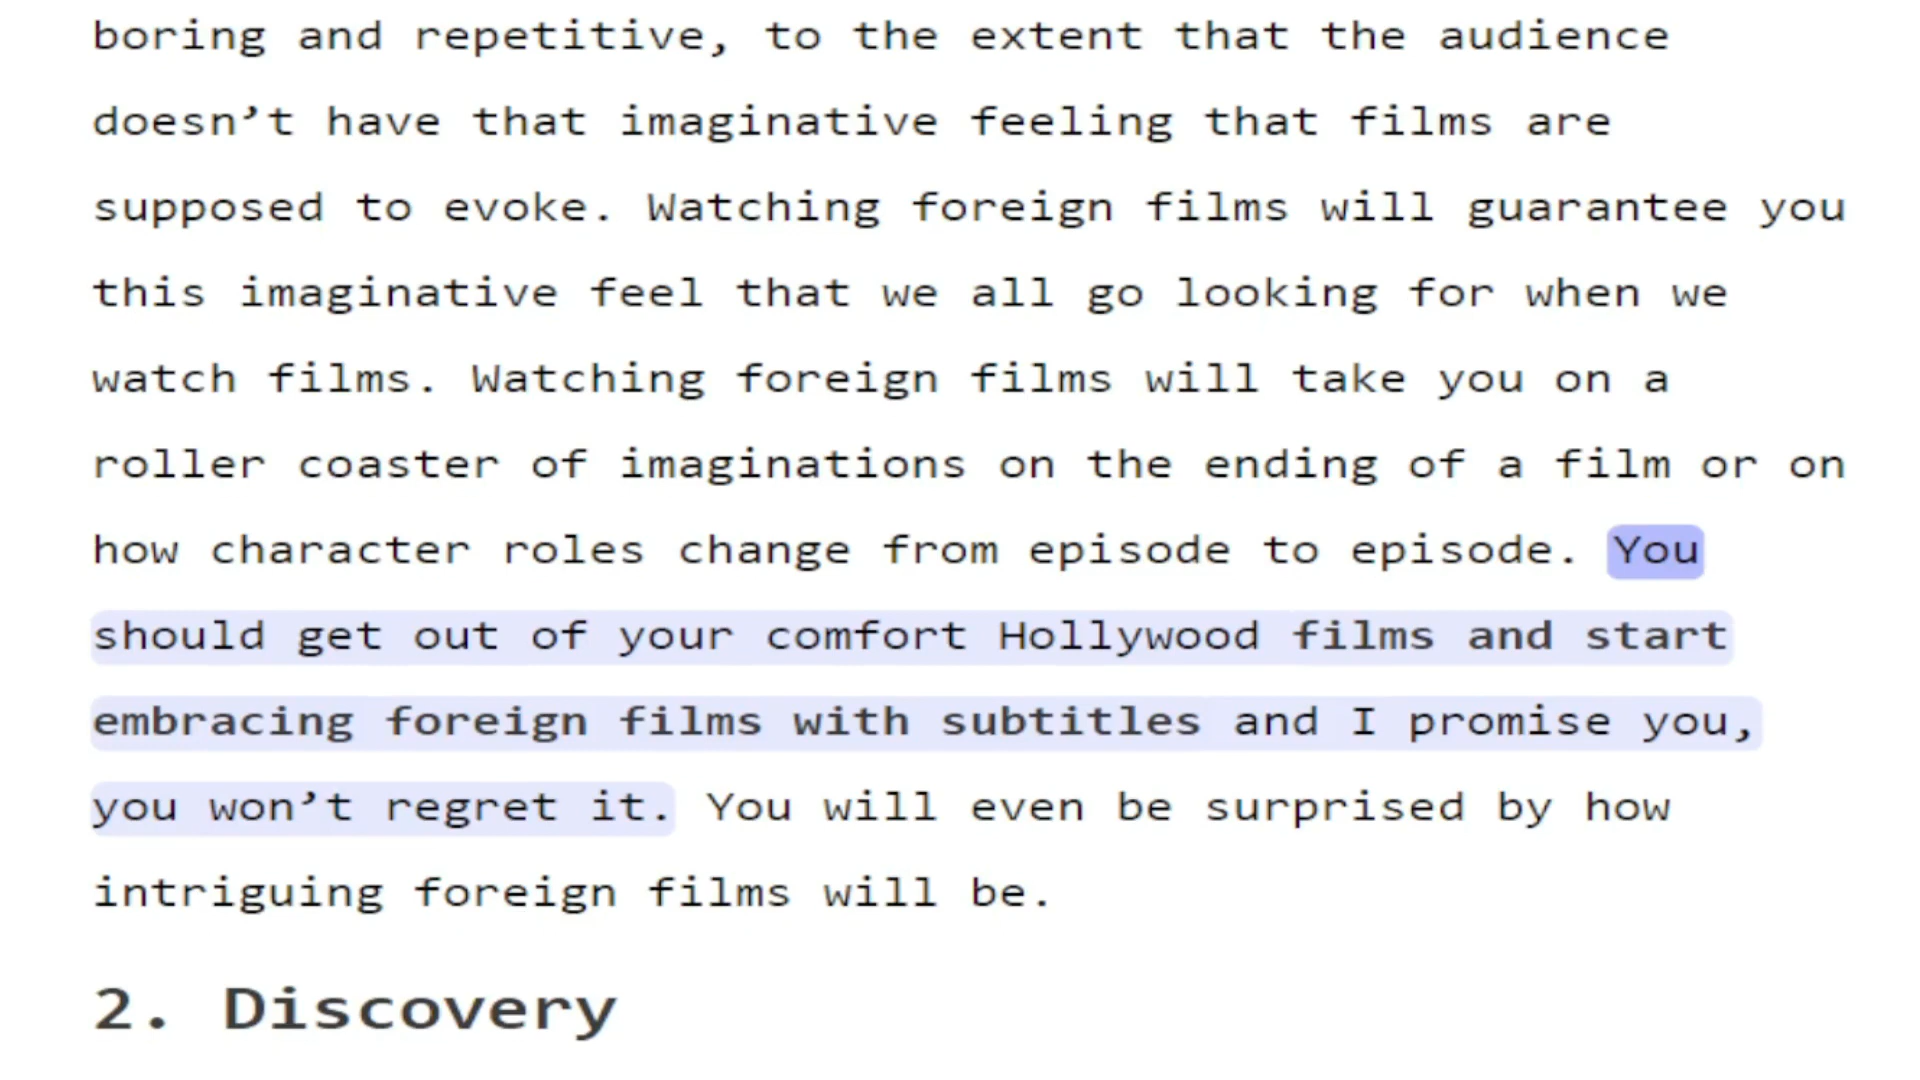 boring and repetitive, to the extent that the audience
doesn’t have that imaginative feeling that films are
supposed to evoke. Watching foreign films will guarantee you
this imaginative feel that we all go looking for when we
watch films. Watching foreign films will take you on a
roller coaster of imaginations on the ending of a film or on
how character roles change from episode to episode. You
should get out of your comfort Hollywood films and start
embracing foreign films with subtitles and I promise you,
you won’t regret it. You will even be surprised by how
intriguing foreign films will be.
2. Discovery